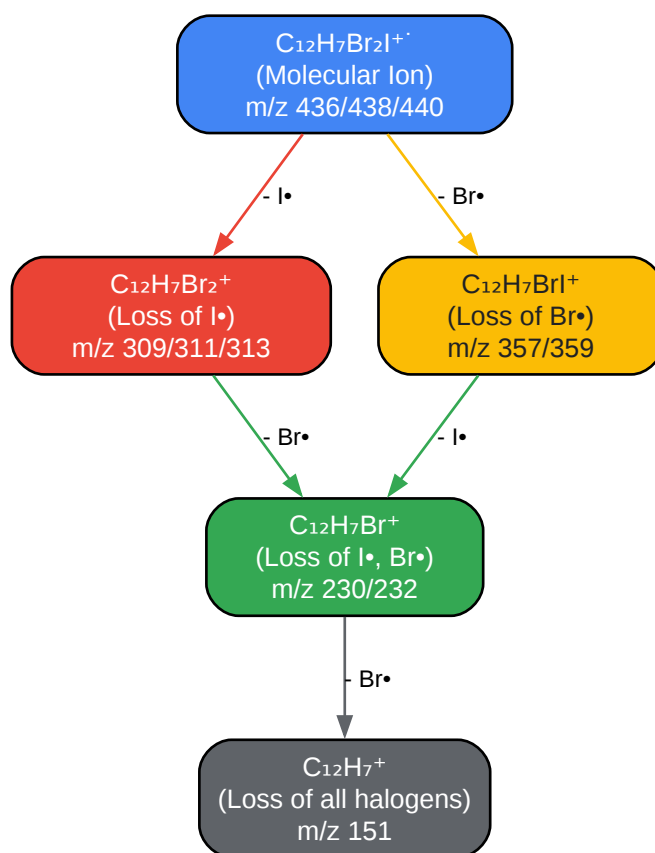 C₁₂H₇Br₂I⁺˙
(Molecular Ion)
m/z 436/438/440
- I•
- Br•
C₁₂H₇Br₂⁺
(Loss of I•)
m/z 309/311/313
C₁₂H₇BrI⁺
(Loss of Br•)
m/z 357/359
- Br•
- I•
C₁₂H₇Br⁺
(Loss of I•, Br•)
m/z 230/232
- Br•
C₁₂H₇⁺
(Loss of all halogens)
m/z 151